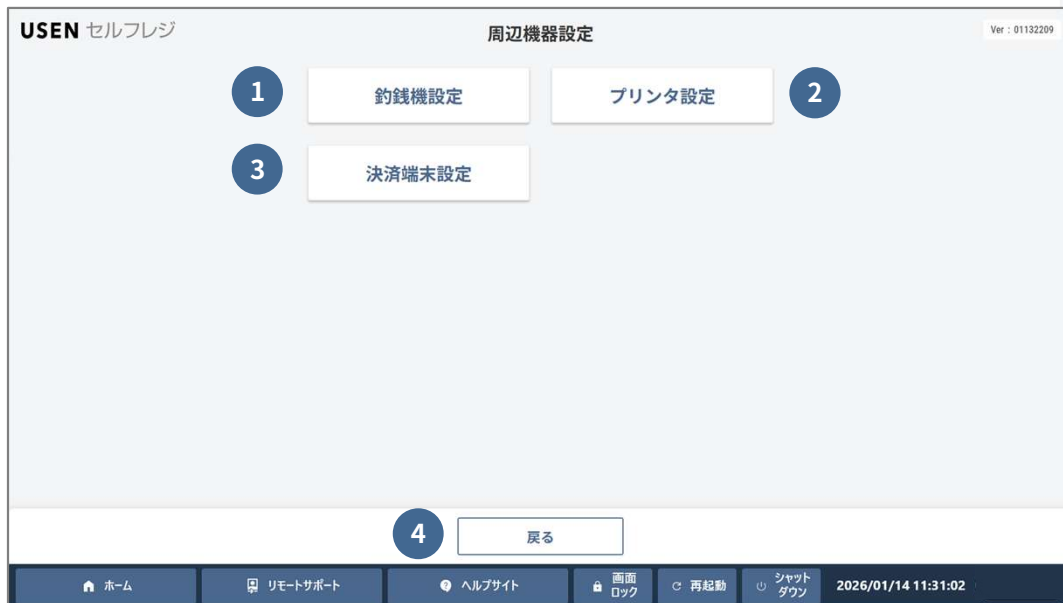 USEN セルフレジ
周辺機器設定
Ver : 01132209
1
釣銭機設定
プリンタ設定
2
3
決済端末設定
4
戻る
ホーム
リモートサポート
ヘルプサイト
画面
ロック
再起動
シャット
ダウン
2026/01/14 11:31:02